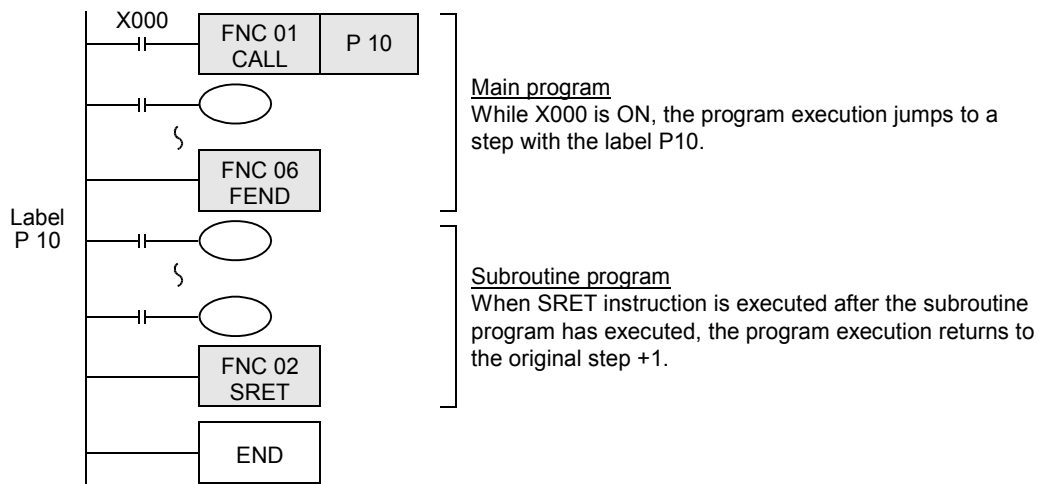 X000
FNC 01
CALL
P 10
Main program
While X000 is ON, the program execution jumps to a
step with the label P10.
FNC 06
FEND
Label
P 10
Subroutine program
When SRET instruction is executed after the subroutine
program has executed, the program execution returns to
the original step +1.
FNC 02
SRET
END